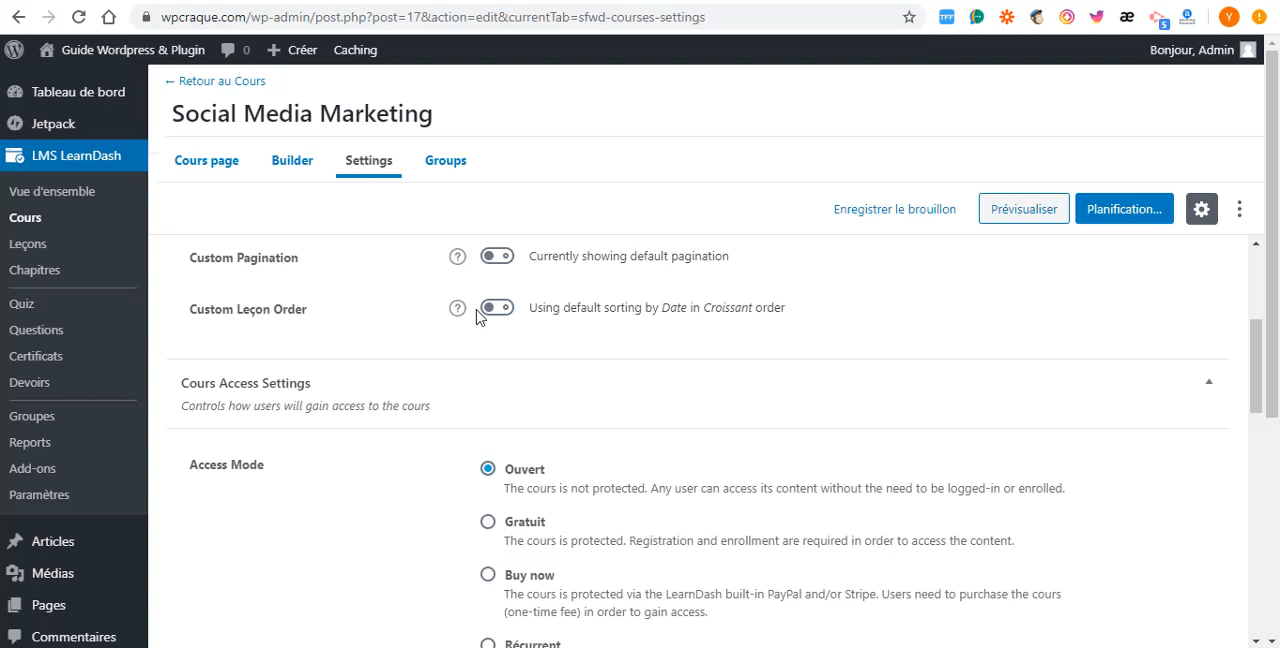 wpcraque.com/wp-admin/post.php?post=17&action=edit&currentTab=sfwd-courses-settings
TFF
æ
5
Y
Guide Wordpress & Plugin
0
Créer
Caching
Bonjour, Admin
Tableau de bord
Jetpack
LMS LearnDash
Vue d'ensemble
Cours
Leçons
Chapitres
Quiz
Questions
Certificats
Devoirs
Groupes
Reports
Add-ons
Paramètres
Articles
Médias
Pages
Commentaires
← Retour au Cours
Social Media Marketing
Cours page
Builder
Settings
Groups
Enregistrer le brouillon
Prévisualiser
Planification...
Custom Pagination
?
Currently showing default pagination
Custom Leçon Order
?
Using default sorting by Date in Croissant order
Cours Access Settings
Controls how users will gain access to the cours
Access Mode
Ouvert
The cours is not protected. Any user can access its content without the need to be logged-in or enrolled.
Gratuit
The cours is protected. Registration and enrollment are required in order to access the content.
Buy now
The cours is protected via the LearnDash built-in PayPal and/or Stripe. Users need to purchase the cours
(one-time fee) in order to gain access.
Récurrent